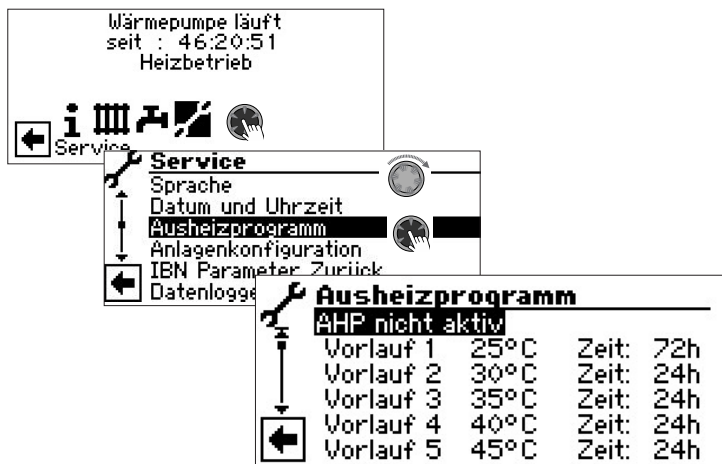 Wärmepumpe läuft
seit : 46:20:51
Heizbetrieb
Service
Service
Sprache
Datum und Uhrzeit
Ausheizprogramm
Anlagenkonfiguration
IBN Parameter Zurück
Datenlogge
Ausheizprogramm
AHP nicht aktiv
Vorlauf 1 25°C Zeit: 72h
Vorlauf 2 30°C Zeit: 24h
Vorlauf 3 35°C Zeit: 24h
Vorlauf 4 40°C Zeit: 24h
Vorlauf 5 45°C Zeit: 24h